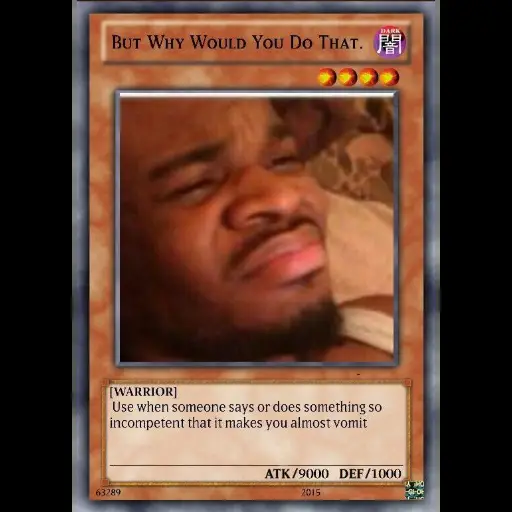 But Why Would You Do That.
DARK
闇
[WARRIOR]
Use when someone says or does something so
incompetent that it makes you almost vomit
ATK/9000 DEF/1000
63789
2015